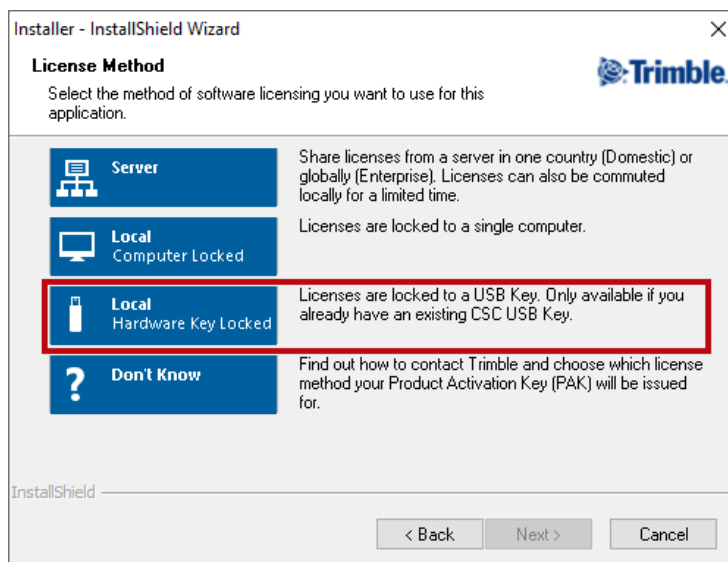 Installer - InstallShield Wizard
License Method
Select the method of software licensing you want to use for this
application.
Trimble.
Server
Share licenses from a server in one country (Domestic) or
globally (Enterprise). Licenses can also be commuted
locally for a limited time.
Local
Computer Locked
Licenses are locked to a single computer.
Local
Hardware Key Locked
Licenses are locked to a USB Key. Only available if you
already have an existing CSC USB Key.
Don't Know
Find out how to contact Trimble and choose which license
method your Product Activation Key (PAK) will be issued
for.
InstallShield
< Back
Next >
Cancel